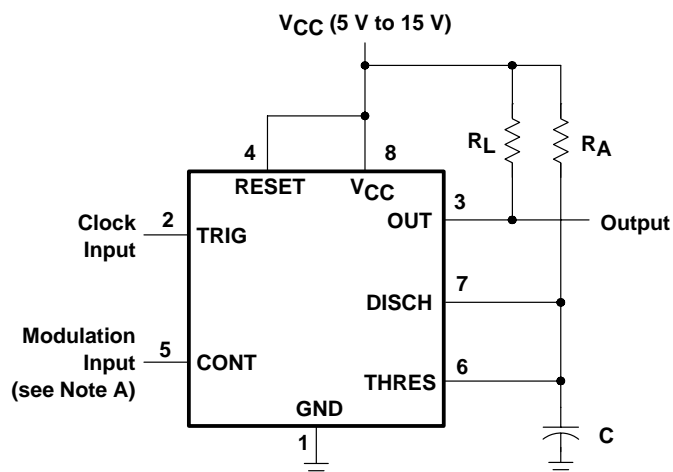 VCC (5 V to 15 V)
RL
RA
4
8
RESET
VCC
3
OUT
Output
Clock
Input
2
TRIG
7
DISCH
Modulation
Input
(see Note A)
5
CONT
6
THRES
GND
1
C